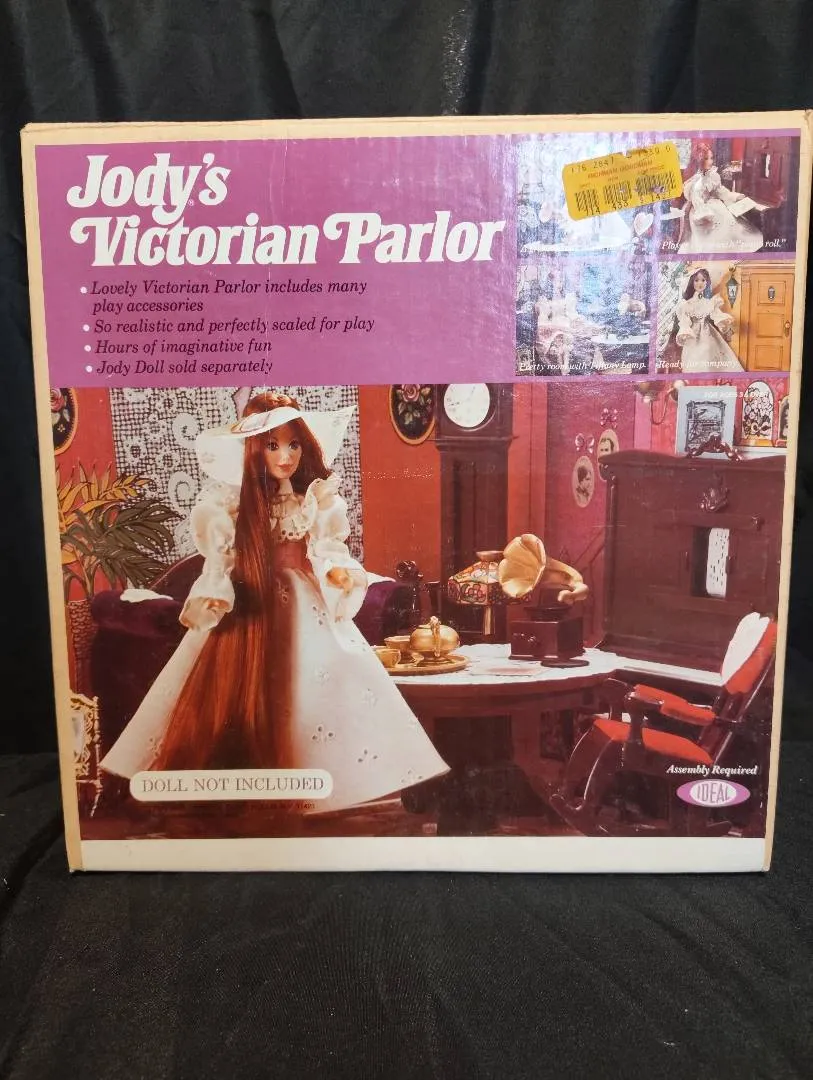 Jody's®
Victorian Parlor
• Lovely Victorian Parlor includes many
play accessories
• So realistic and perfectly scaled for play
• Hours of imaginative fun
• Jody Doll sold separately
roll."
Pretty room with Tiffany Lamp.
Ready for company.
DOLL NOT INCLUDED
Assembly Required
IDEAL